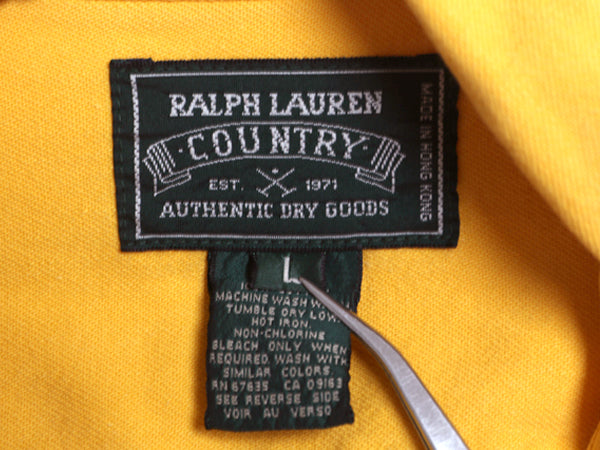 RALPH LAUREN
COUNTRY
EST. 1971
AUTHENTIC DRY GOODS
MADE IN HONG KONG
L
MACHINE WASH
TUMBLE DRY LOW.
HOT IRON.
NON-CHLORINE
BLEACH ONLY WHEN
REQUIRED. WASH WITH
SIMILAR COLORS.
RN 67635 CA 09163
SEE REVERSE SIDE
VOIR AU VERSO